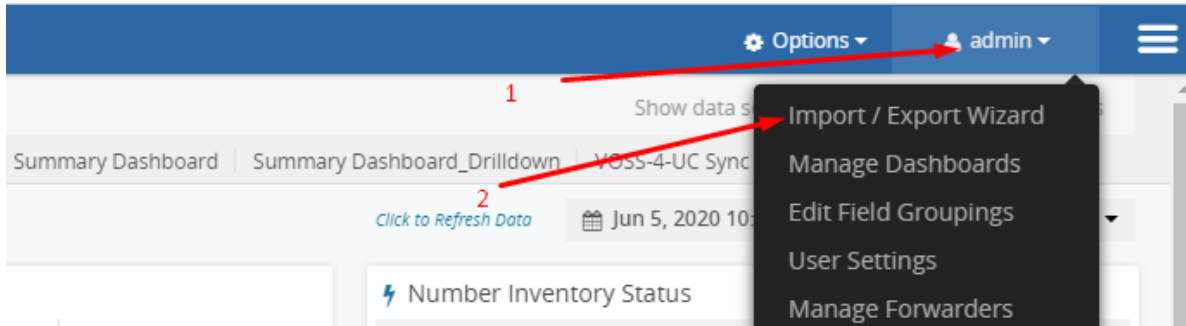 Options admin
1
Show data s
Import / Export Wizard
Summary Dashboard Summary Dashboard_Drilldown VOSS-4-UC Sync
Manage Dashboards
2
Click to Refresh Data Jun 5, 2020 10:
Edit Field Groupings
User Settings
Number Inventory Status
Manage Forwarders